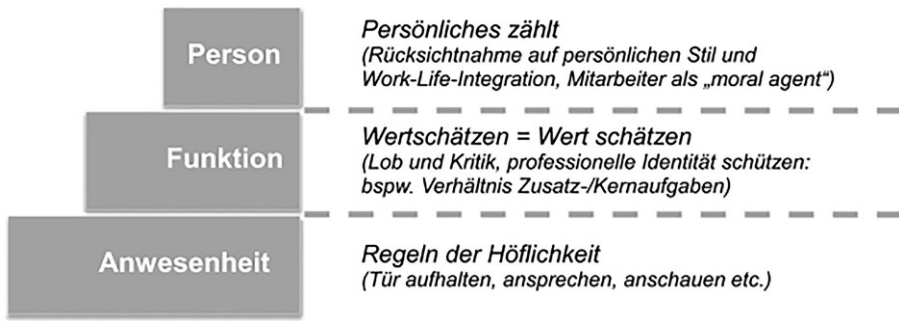 Person
Persönliches zählt
(Rücksichtnahme auf persönlichen Stil und
Work-Life-Integration, Mitarbeiter als „moral agent“)
Funktion
Wertschätzen = Wert schätzen
(Lob und Kritik, professionelle Identität schützen:
bspw. Verhältnis Zusatz-/Kernaufgaben)
Anwesenheit
Regeln der Höflichkeit
(Tür aufhalten, ansprechen, anschauen etc.)